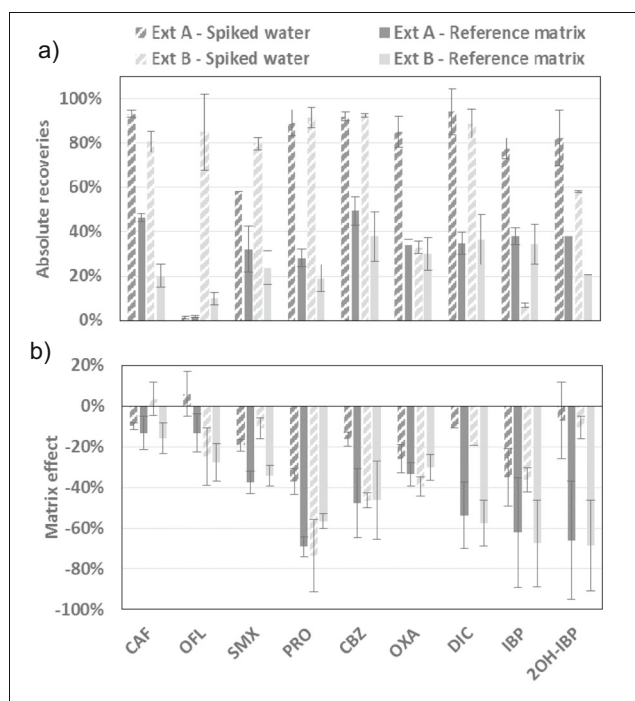 Ext A - Spiked water Ext A - Reference matrix
Ext B - Spiked water Ext B - Reference matrix
a)
100%
80%
60%
40%
20%
0%
Absolute recoveries
b)
20%
0%
-20%
-40%
-60%
-80%
-100%
Matrix effect
CAF OFL SMX PRO CBZ OXA DIC IBP 2OH-IBP